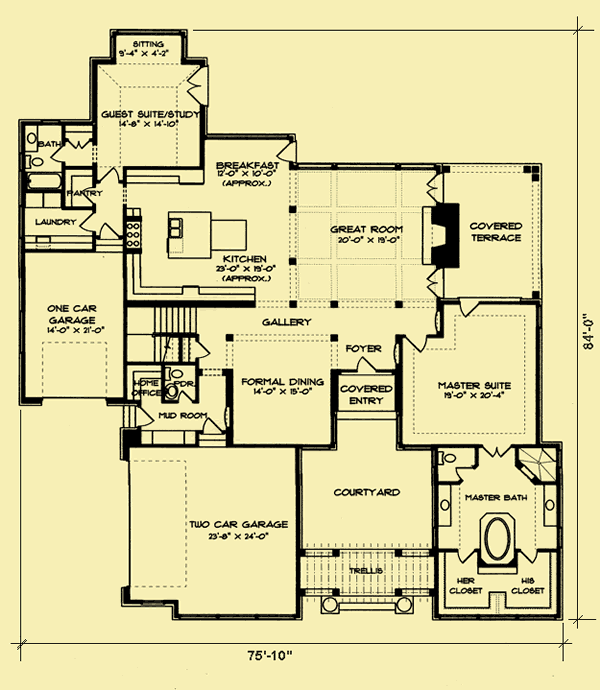 SITTING
9'-4" X 4'-2"
GUEST SUITE/STUDY
14'-8" X 14'-10"
BATH
PANTRY
LAUNDRY
BREAKFAST
12'-0" X 10'-0"
(APPROX.)
GREAT ROOM
20'-0" X 19'-0"
COVERED
TERRACE
KITCHEN
23'-0" X 19'-0"
(APPROX.)
ONE CAR
GARAGE
14'-0" X 21'-0"
GALLERY
FOYER
84'-0"
HOME
OFFICE
PDR.
FORMAL DINING
14'-0" X 15'-0"
COVERED
ENTRY
MASTER SUITE
19'-0" X 20'-4"
MUD ROOM
COURTYARD
MASTER BATH
TWO CAR GARAGE
23'-8" X 24'-0"
TRELLIS
HER
CLOSET
HIS
CLOSET
75'-10"